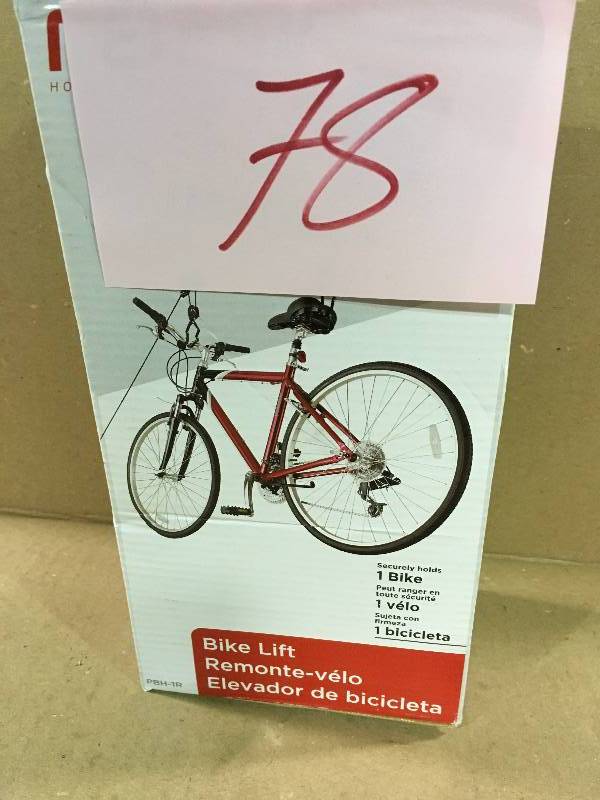 78
HO
Securely holds
1 Bike
Peut ranger en
toute sécurité
1 vélo
Sujeta con
firmeza
1 bicicleta
Bike Lift
Remonte-vélo
Elevador de bicicleta
PBH-1R